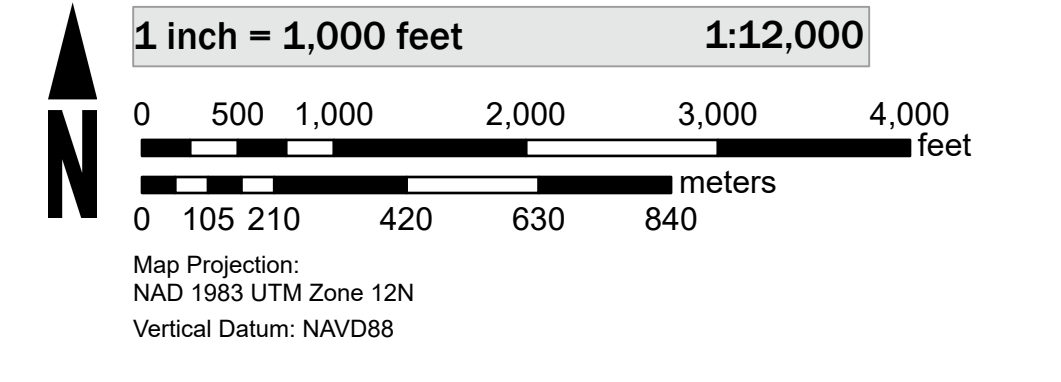 1 inch = 1,000 feet 1:12,000
0 500 1,000 2,000 3,000 4,000
feet
meters
0 105 210 420 630 840
N
Map Projection:
NAD 1983 UTM Zone 12N
Vertical Datum: NAVD88